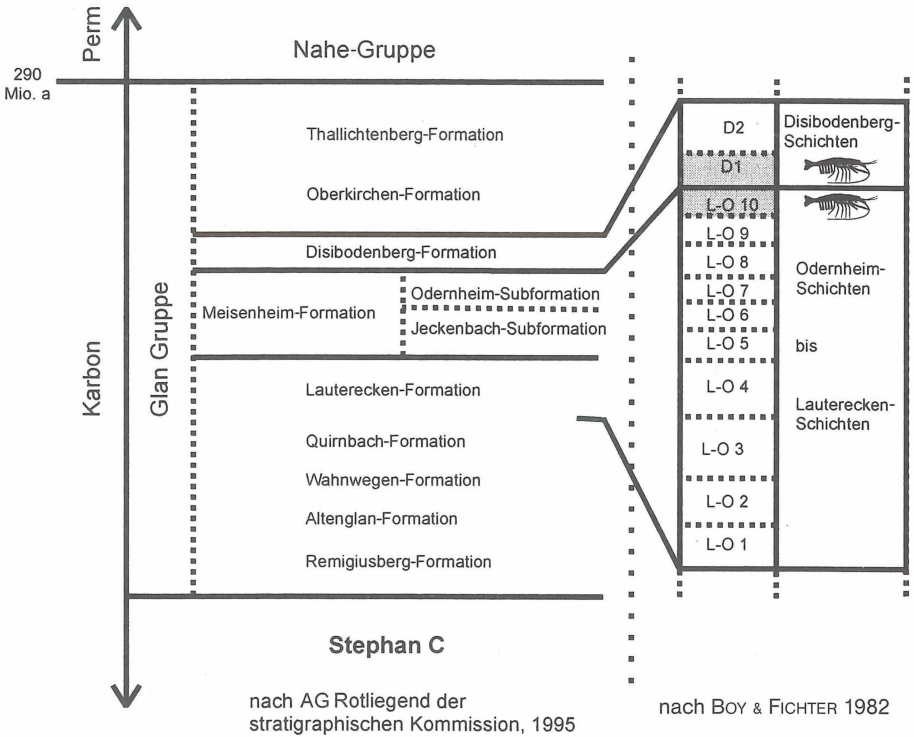 Perm
Nahe-Gruppe
290
Mio. a
Karbon
Glan Gruppe
Thallichtenberg-Formation
Oberkirchen-Formation
Disibodenberg-Formation
Meisenheim-Formation
Odernheim-Subformation
Jeckenbach-Subformation
Lauterecken-Formation
Quirnbach-Formation
Wahnwegen-Formation
Altenglan-Formation
Remigiusberg-Formation
Stephan C
nach AG Rotliegend der
stratigraphischen Kommission, 1995
D2
D1
L-O 10
L-O 9
L-O 8
L-O 7
L-O 6
L-O 5
L-O 4
L-O 3
L-O 2
L-O 1
Disibodenberg-
Schichten
Odernheim-
Schichten
bis
Lauterecken-
Schichten
nach BOY & FICHTER 1982